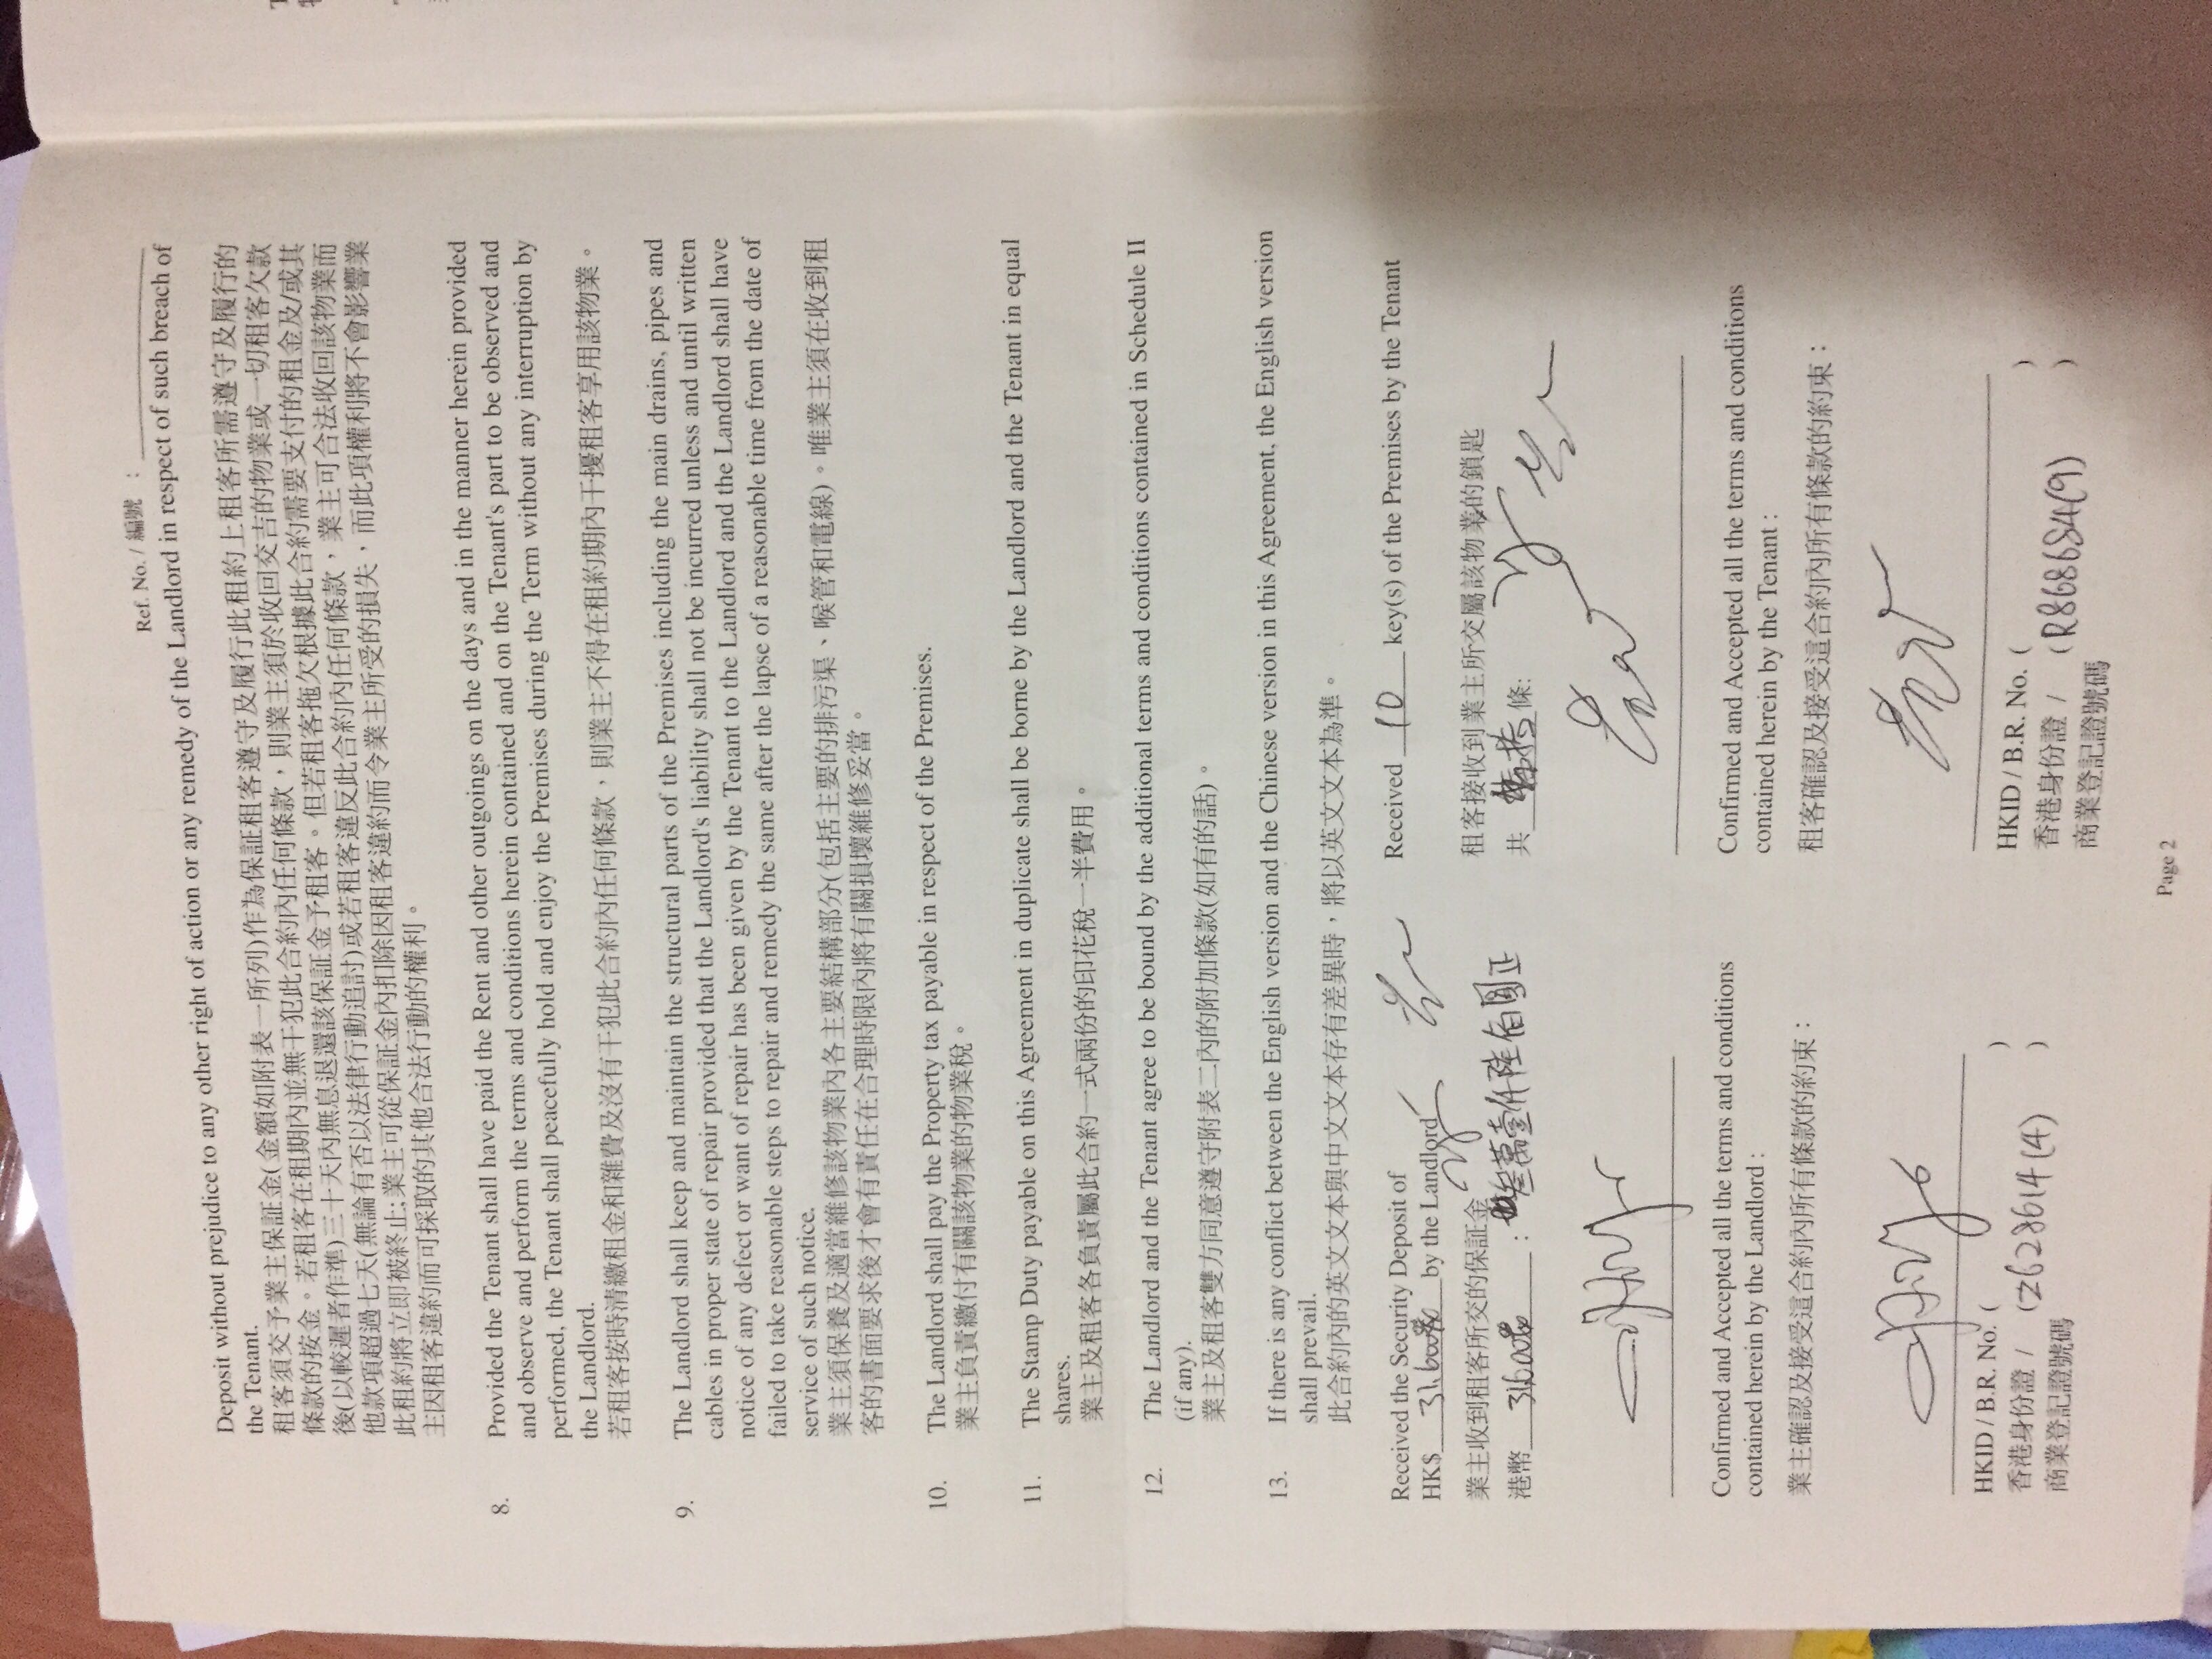 Ref. No. / 編號 :
Deposit without prejudice to any other right of action or any remedy of the Landlord in respect of such breach of
the Tenant.
租客須交予業主保証金(金額如附表一所列)作為保証租客遵守及履行此租約上租客所需遵守及履行的
條款的按金。若租客在租期內並無干犯此合約內任何條款，則業主須於收回交吉的物業或一切租客欠款
後(以較遲者作準)三十天內無息退還該保証金予租客。但若租客拖欠根據此合約需要支付的租金及/或其
他款項超過七天(無論有否以法律行動追討)或若租客違反此合約內任何條款，業主可合法收回該物業而
此租約將立即被終止;業主可從保証金內扣除因租客違約而令業主所受的損失，而此項權利將不會影響業
主因租客違約而可採取的其他合法行動的權利。
8. Provided the Tenant shall have paid the Rent and other outgoings on the days and in the manner herein provided
and observe and perform the terms and conditions herein contained and on the Tenant's part to be observed and
performed, the Tenant shall peacefully hold and enjoy the Premises during the Term without any interruption by
the Landlord.
若租客按時清繳租金和雜費及沒有干犯此合約內任何條款，則業主不得在租約期內干擾租客享用該物業。
9. The Landlord shall keep and maintain the structural parts of the Premises including the main drains, pipes and
cables in proper state of repair provided that the Landlord's liability shall not be incurred unless and until written
notice of any defect or want of repair has been given by the Tenant to the Landlord and the Landlord shall have
failed to take reasonable steps to repair and remedy the same after the lapse of a reasonable time from the date of
service of such notice.
業主須保養及適當維修該物業內各主要結構部分(包括主要的排污渠、喉管和電線)。唯業主須在收到租
客的書面要求後才會有責任在合理時限內將有關損壞維修妥當。
10. The Landlord shall pay the Property tax payable in respect of the Premises.
業主負責繳付有關該物業的物業稅。
11. The Stamp Duty payable on this Agreement in duplicate shall be borne by the Landlord and the Tenant in equal
shares.
業主及租客各負責屬此合約一式兩份的印花稅一半費用。
12. The Landlord and the Tenant agree to be bound by the additional terms and conditions contained in Schedule II
(if any).
業主及租客雙方同意遵守附表二內的附加條款(如有的話)。
13. If there is any conflict between the English version and the Chinese version in this Agreement, the English version
shall prevail.
此合約內的英文文本與中文文本存有差異時，將以英文文本為準。
Received the Security Deposit of
HK$ by the Landlord
業主收到租客所交的保証金
港幣 : 萬壹仟陸佰圓正
Received 10 key(s) of the Premises by the Tenant
租客接收到業主所交屬該物業的鎖匙
共 條:
Confirmed and Accepted all the terms and conditions
contained herein by the Landlord :
業主確認及接受這合約內所有條款的約束：
HKID / B.R. No. ( )
香港身份證 / (Z628614(4) )
商業登記證號碼
Confirmed and Accepted all the terms and conditions
contained herein by the Tenant :
租客確認及接受這合約內所有條款的約束：
HKID / B.R. No. ( )
香港身份證 / (R868684(9) )
商業登記證號碼
Page 2